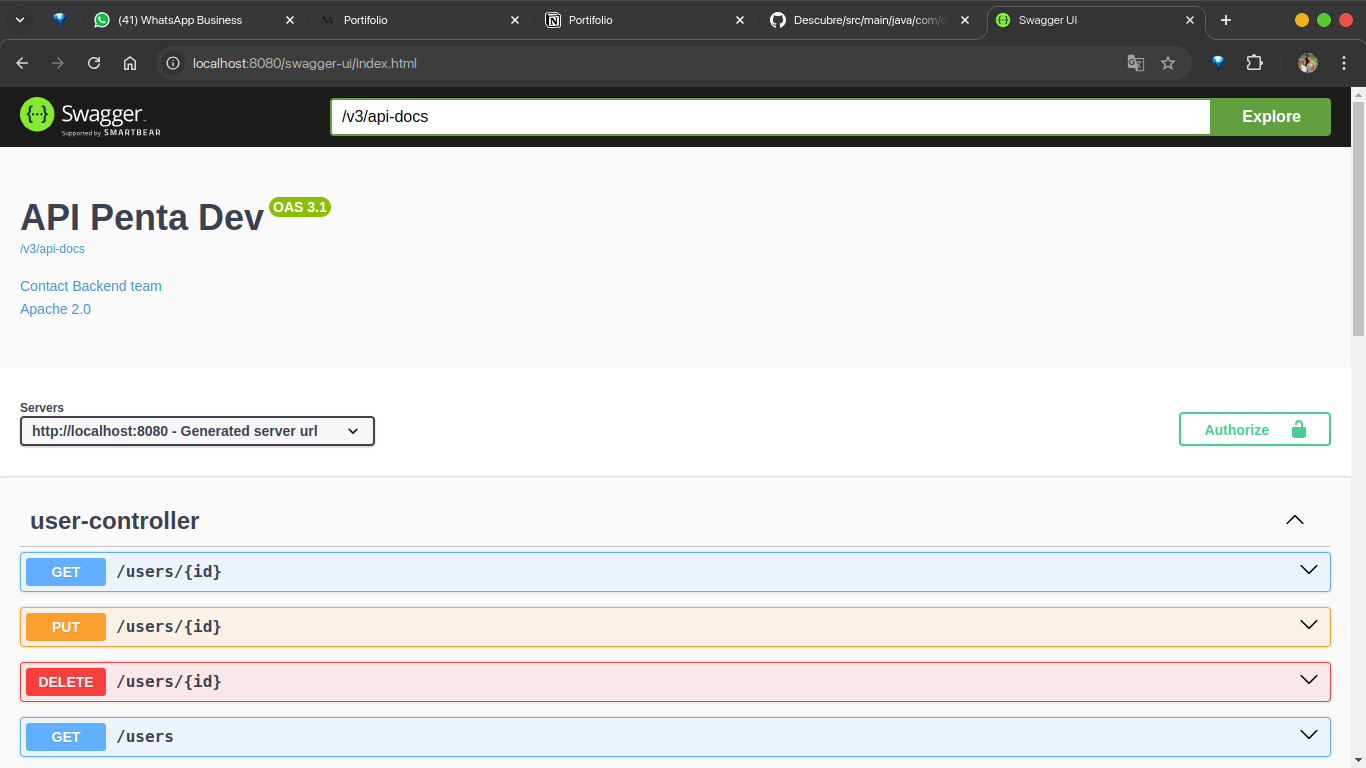 (41) WhatsApp Business
Portifolio
Portifolio
Descubre/src/main/java/com/d
Swagger UI
localhost:8080/swagger-ui/index.html
Swagger
Supported by SMARTBEAR
/v3/api-docs
Explore
API Penta Dev
OAS 3.1
/v3/api-docs
Contact Backend team
Apache 2.0
Servers
http://localhost:8080 - Generated server url
Authorize
user-controller
GET /users/{id}
PUT /users/{id}
DELETE /users/{id}
GET /users